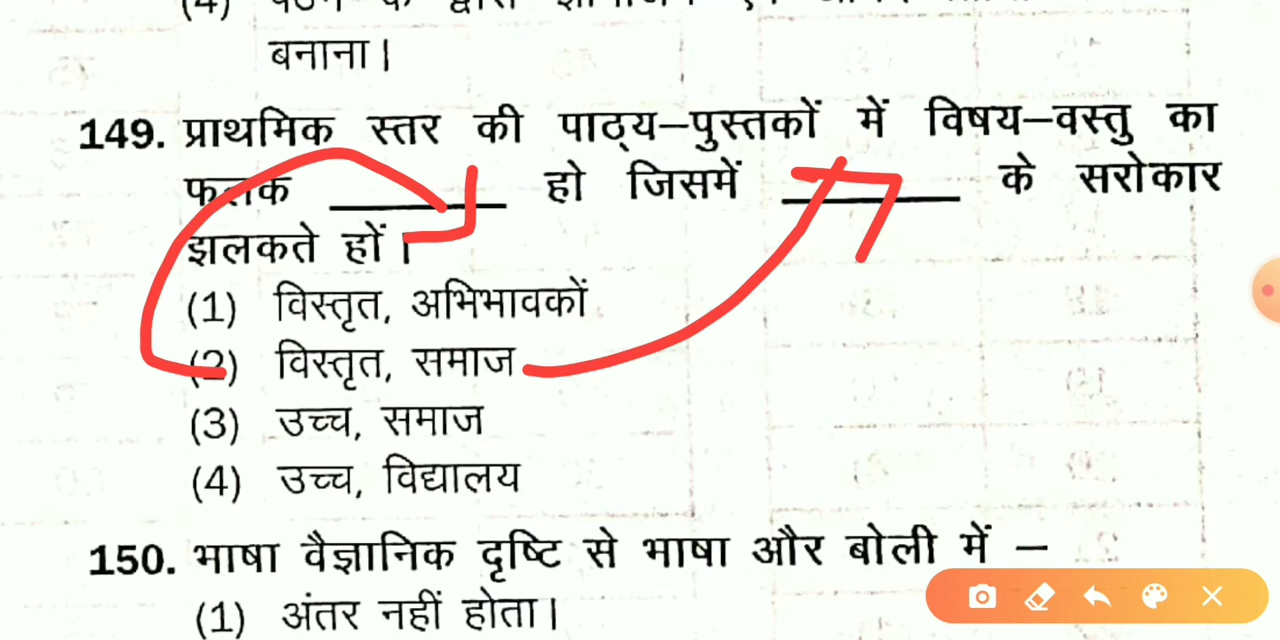 बनाना।
149. प्राथमिक स्तर की पाठ्य–पुस्तकों में विषय–वस्तु का
फलक ________ हो जिसमें ________ के सरोकार
झलकते हों।
(1) विस्तृत, अभिभावकों
(2) विस्तृत, समाज
(3) उच्च, समाज
(4) उच्च, विद्यालय
150. भाषा वैज्ञानिक दृष्टि से भाषा और बोली में –
(1) अंतर नहीं होता।